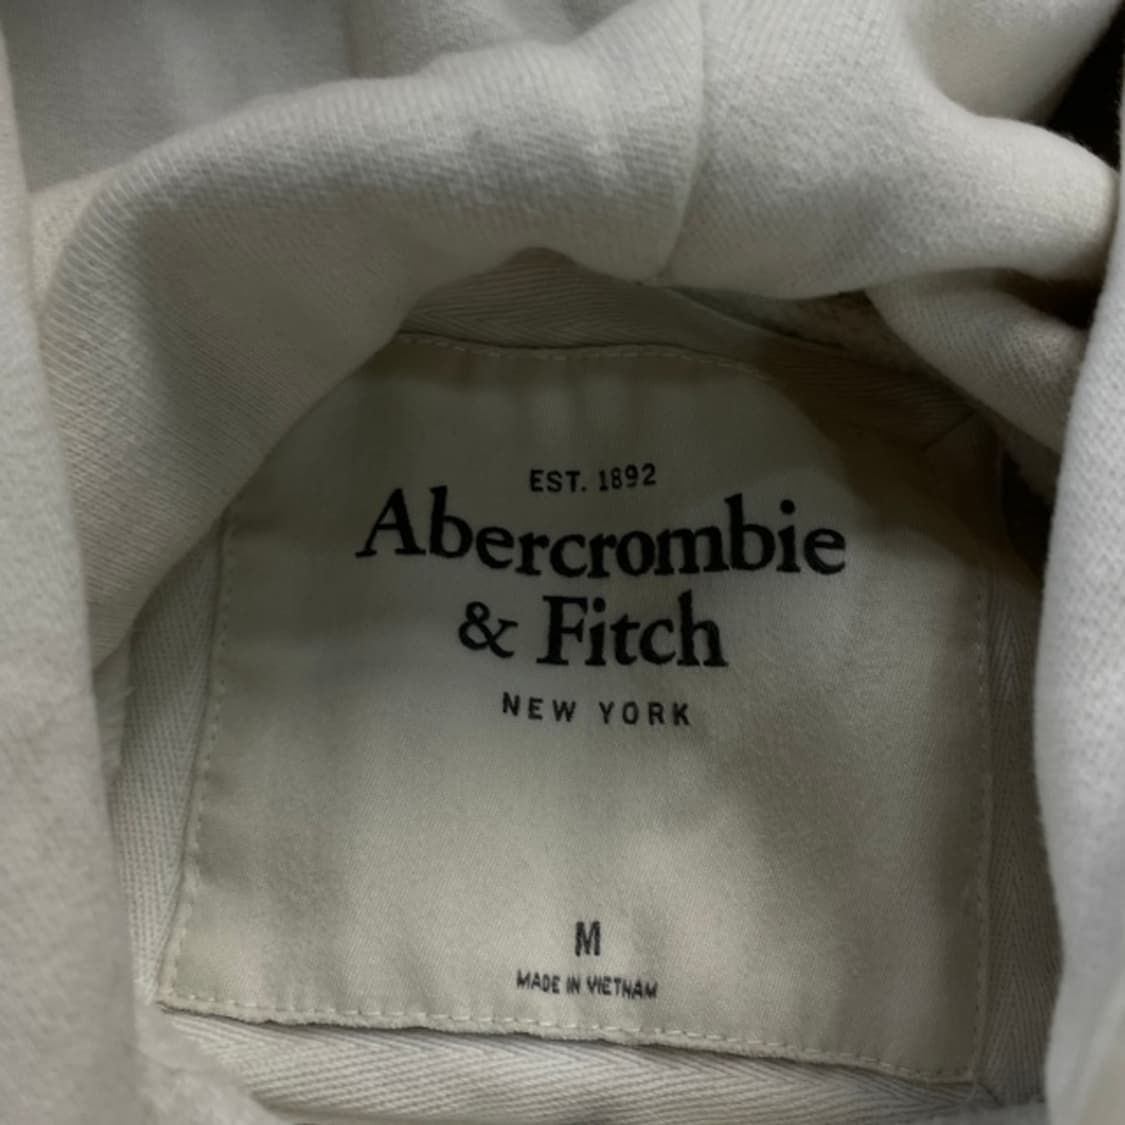 EST. 1892
Abercrombie
& Fitch
NEW YORK
M
MADE IN VIETNAM